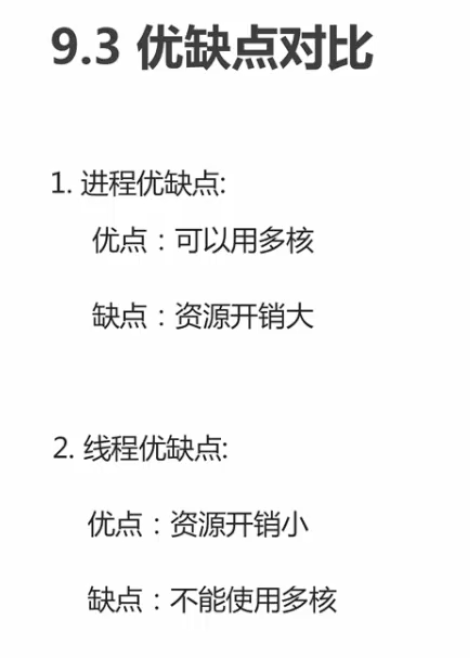 9.3 优缺点对比
1. 进程优缺点:
优点：可以用多核
缺点：资源开销大
2. 线程优缺点:
优点：资源开销小
缺点：不能使用多核